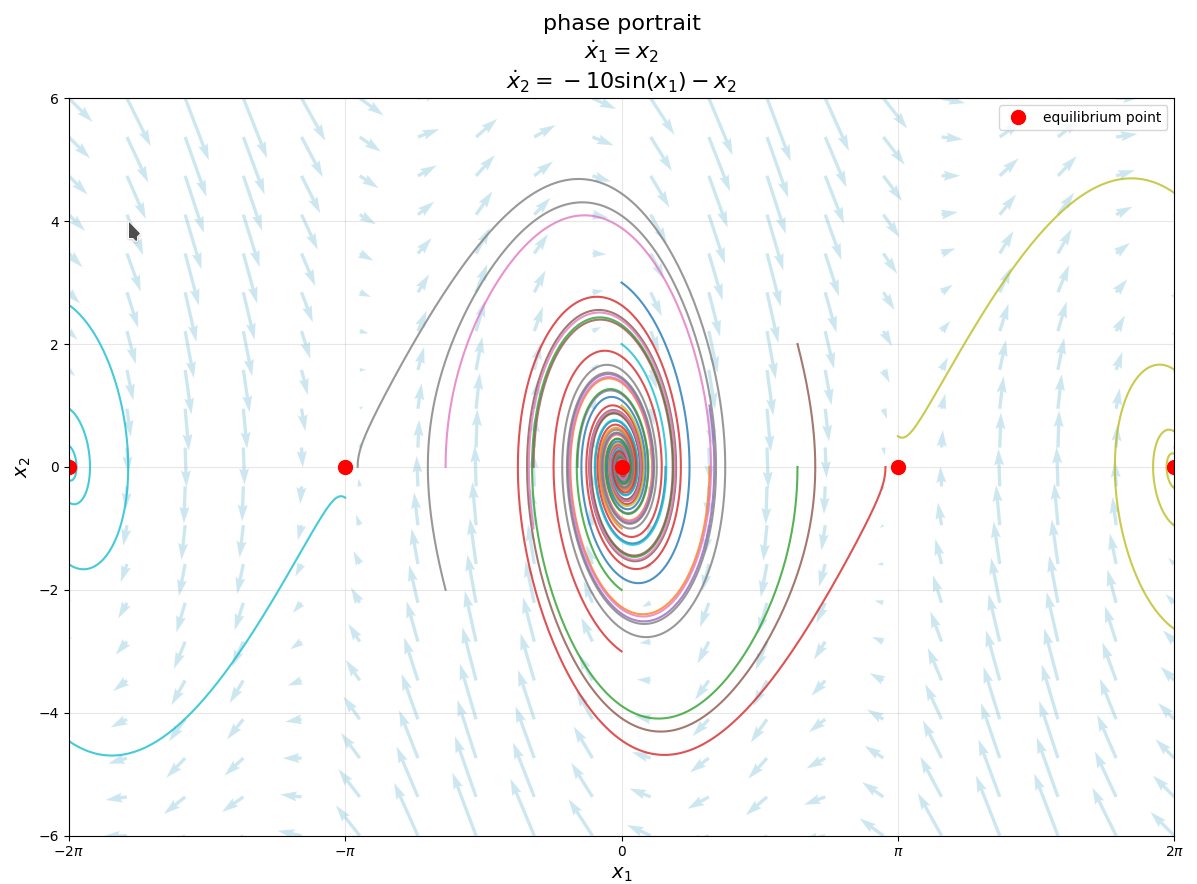 phase portrait
ẋ₁ = x₂
ẋ₂ = −10sin(x₁) − x₂
equilibrium point
6
4
2
0
−2
−4
−6
x₂
−2π −π 0 π 2π
x₁